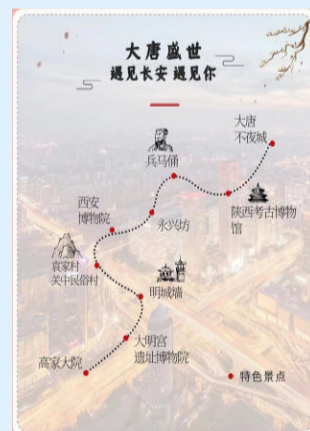 大唐盛世
遇见长安 遇见你
大唐
不夜城
兵马俑
陕西考古博物
馆
西安
博物院
永兴坊
袁家村
关中民俗村
明城墙
大明宫
遗址博物院
高家大院
特色景点